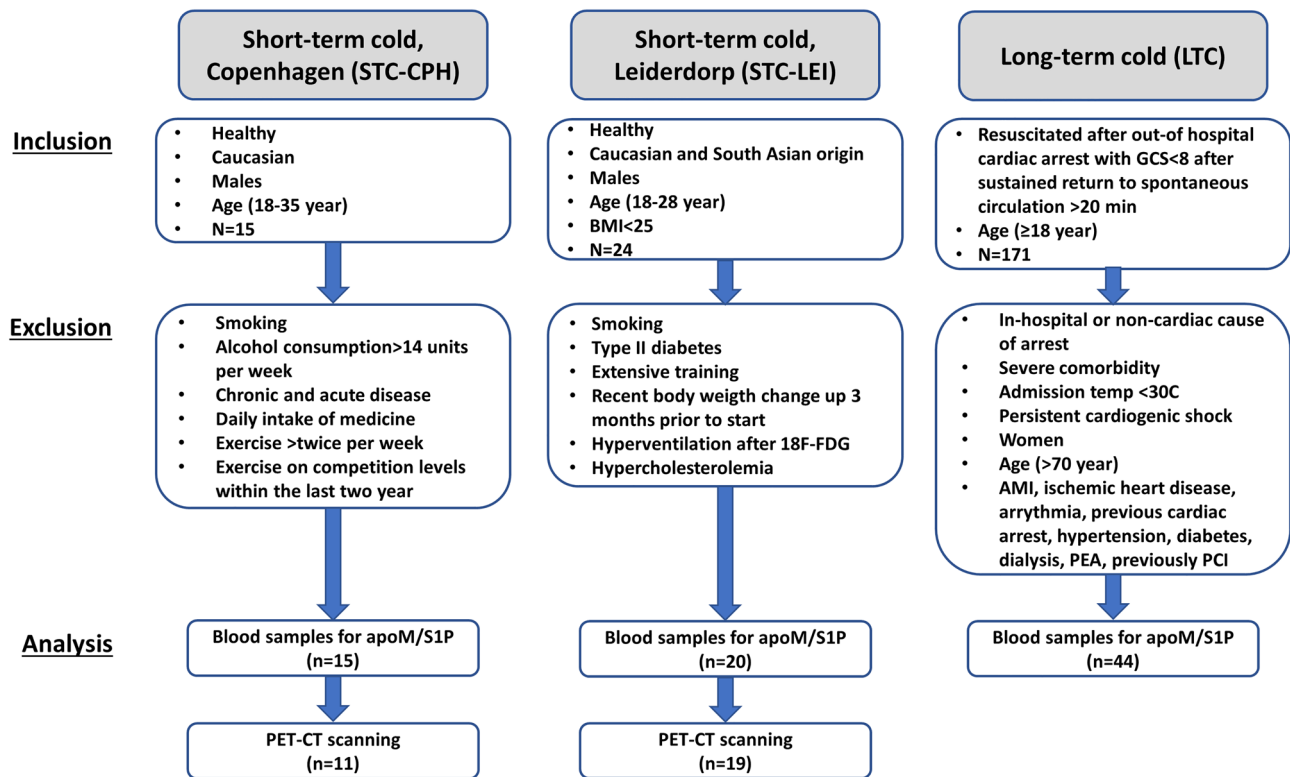 Short-term cold,
Copenhagen (STC-CPH)
Short-term cold,
Leiderdorp (STC-LEI)
Long-term cold (LTC)
Inclusion
• Healthy
• Caucasian
• Males
• Age (18-35 year)
• N=15
• Healthy
• Caucasian and South Asian origin
• Males
• Age (18-28 year)
• BMI<25
• N=24
• Resuscitated after out-of hospital
cardiac arrest with GCS<8 after
sustained return to spontaneous
circulation >20 min
• Age (≥18 year)
• N=171
Exclusion
• Smoking
• Alcohol consumption>14 units
per week
• Chronic and acute disease
• Daily intake of medicine
• Exercise >twice per week
• Exercise on competition levels
within the last two year
• Smoking
• Type II diabetes
• Extensive training
• Recent body weigth change up 3
months prior to start
• Hyperventilation after 18F-FDG
• Hypercholesterolemia
• In-hospital or non-cardiac cause
of arrest
• Severe comorbidity
• Admission temp <30C
• Persistent cardiogenic shock
• Women
• Age (>70 year)
• AMI, ischemic heart disease,
arrythmia, previous cardiac
arrest, hypertension, diabetes,
dialysis, PEA, previously PCI
Analysis
Blood samples for apoM/S1P
(n=15)
Blood samples for apoM/S1P
(n=20)
Blood samples for apoM/S1P
(n=44)
PET-CT scanning
(n=11)
PET-CT scanning
(n=19)